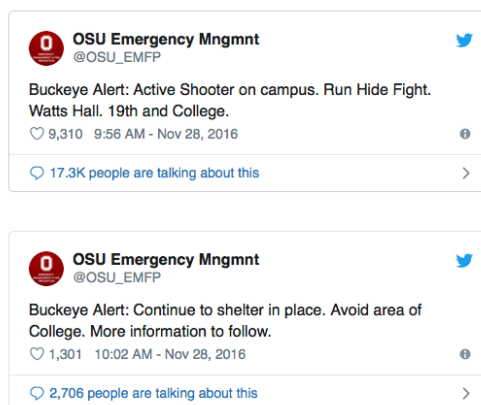 OSU Emergency Mngmnt
@OSU_EMFP
Buckeye Alert: Active Shooter on campus. Run Hide Fight.
Watts Hall. 19th and College.
9,310 9:56 AM - Nov 28, 2016
17.3K people are talking about this
OSU Emergency Mngmnt
@OSU_EMFP
Buckeye Alert: Continue to shelter in place. Avoid area of
College. More information to follow.
1,301 10:02 AM - Nov 28, 2016
2,706 people are talking about this